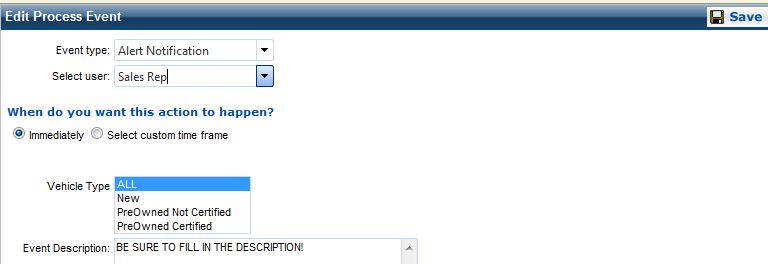 Edit Process Event
Save
Event type: Alert Notification
Select user: Sales Rep
When do you want this action to happen?
Immediately Select custom time frame
Vehicle Type ALL
New
PreOwned Not Certified
PreOwned Certified
Event Description: BE SURE TO FILL IN THE DESCRIPTION!